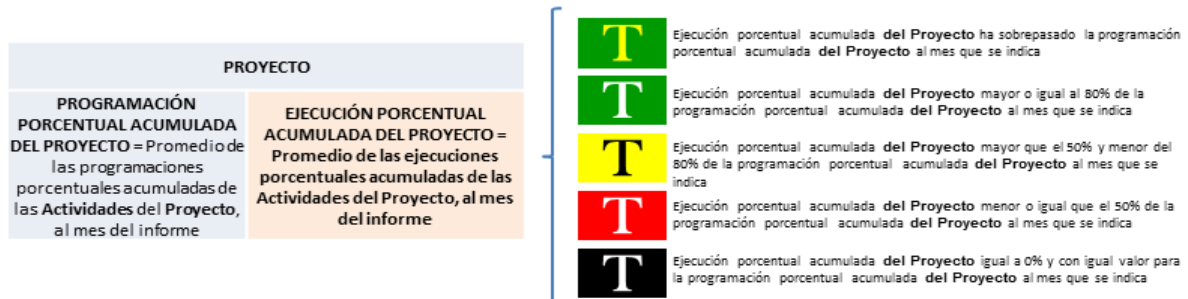 PROYECTO
PROGRAMACIÓN
PORCENTUAL ACUMULADA
DEL PROYECTO = Promedio de
las programaciones
porcentuales acumuladas de
las Actividades del Proyecto,
al mes del informe
EJECUCIÓN PORCENTUAL
ACUMULADA DEL PROYECTO =
Promedio de las ejecuciones
porcentuales acumuladas de las
Actividades del Proyecto, al mes
del informe
T
Ejecución porcentual acumulada del Proyecto ha sobrepasado la programación
porcentual acumulada del Proyecto al mes que se indica
T
Ejecución porcentual acumulada del Proyecto mayor o igual al 80% de la
programación porcentual acumulada del Proyecto al mes que se indica
T
Ejecución porcentual acumulada del Proyecto mayor que el 50% y menor del
80% de la programación porcentual acumulada del Proyecto al mes que se
indica
T
Ejecución porcentual acumulada del Proyecto menor o igual que el 50% de la
programación porcentual acumulada del Proyecto al mes que se indica
T
Ejecución porcentual acumulada del Proyecto igual a 0% y con igual valor para
la programación porcentual acumulada del Proyecto al mes que se indica